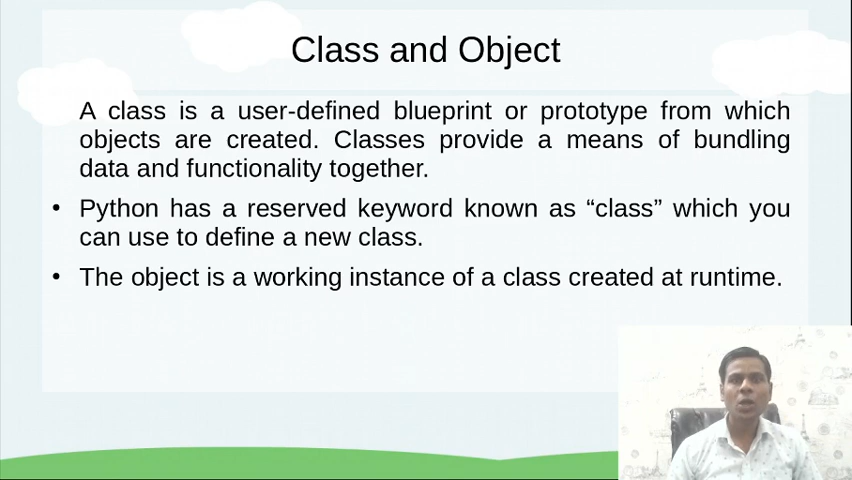 Class and Object
A class is a user-defined blueprint or prototype from which
objects are created. Classes provide a means of bundling
data and functionality together.
• Python has a reserved keyword known as “class” which you
can use to define a new class.
• The object is a working instance of a class created at runtime.